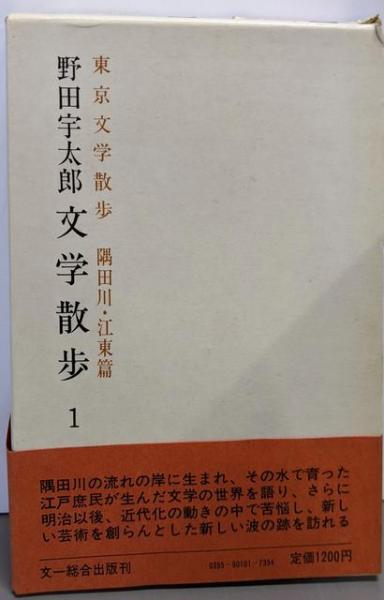 東京文学散歩 隅田川・江東篇
野田宇太郎文学散歩 1
隅田川の流れの岸に生まれ、その水で育った
江戸庶民が生んだ文学の世界を語り、さらに
明治以後、近代化の動きの中で苦悩し、新し
い芸術を創らんとした新しい波の跡を訪れる
文一総合出版刊
定価1200円